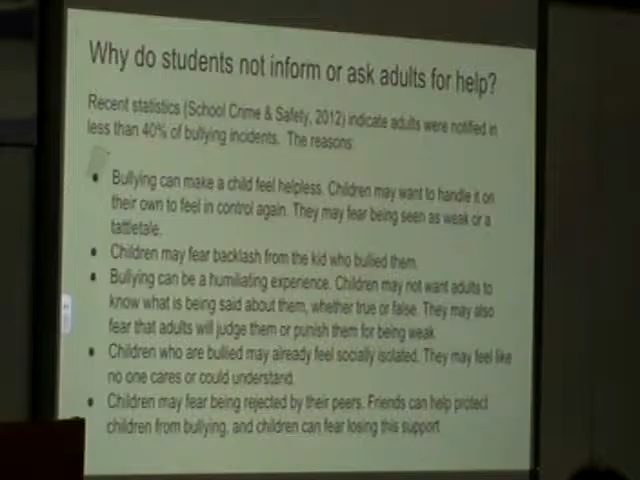 Why do students not inform or ask adults for help?
Recent statistics (School Crime & Safety, 2012) indicate adults were notified in
less than 40% of bullying incidents. The reasons:
• Bullying can make a child feel helpless. Children may want to handle it on
their own to feel in control again. They may fear being seen as weak or a
tattletale.
• Children may fear backlash from the kid who bullied them.
• Bullying can be a humiliating experience. Children may not want adults to
know what is being said about them, whether true or false. They may also
fear that adults will judge them or punish them for being weak.
• Children who are bullied may already feel socially isolated. They may feel like
no one cares or could understand.
• Children may fear being rejected by their peers. Friends can help protect
children from bullying, and children can fear losing this support